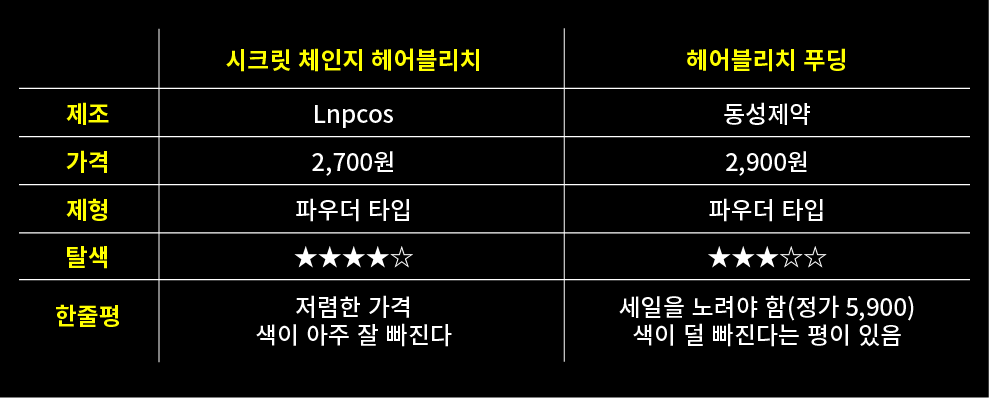 시크릿 체인지 헤어블리치 헤어블리치 푸딩
제조 Lnpcos 동성제약
가격 2,700원 2,900원
제형 파우더 타입 파우더 타입
탈색 ★★★★☆ ★★★☆☆
한줄평
저렴한 가격
색이 아주 잘 빠진다
세일을 노려야 함(정가 5,900)
색이 덜 빠진다는 평이 있음